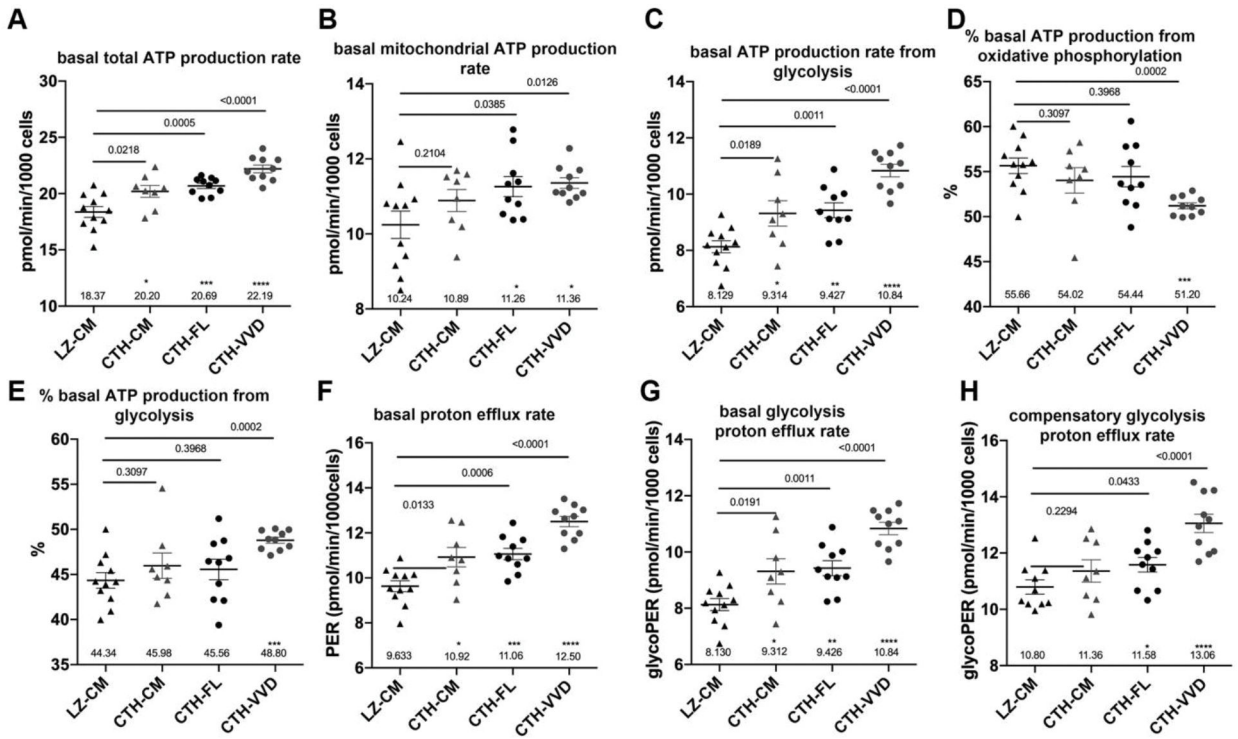 A
basal total ATP production rate
pmol/min/1000 cells
30
25
20
15
10
<0.0001
0.0005
0.0218
*
***
****
18.37
20.20
20.69
22.19
LZ-CM
CTH-CM
CTH-FL
CTH-VVD
B
basal mitochondrial ATP production
rate
pmol/min/1000 cells
14
12
10
8
0.0126
0.0385
0.2104
*
*
10.24
10.89
11.26
11.36
LZ-CM
CTH-CM
CTH-FL
CTH-VVD
C
basal ATP production rate from
glycolysis
pmol/min/1000 cells
14
12
10
8
6
<0.0001
0.0011
0.0189
*
**
****
8.129
9.314
9.427
10.84
LZ-CM
CTH-CM
CTH-FL
CTH-VVD
D
% basal ATP production from
oxidative phosphorylation
%
65
60
55
50
45
40
0.0002
0.3968
0.3097
***
55.66
54.02
54.44
51.20
LZ-CM
CTH-CM
CTH-FL
CTH-VVD
E
% basal ATP production from
glycolysis
%
60
55
50
45
40
35
0.0002
0.3968
0.3097
***
44.34
45.98
45.56
48.80
LZ-CM
CTH-CM
CTH-FL
CTH-VVD
F
basal proton efflux rate
PER (pmol/min/1000cells)
16
14
12
10
8
6
<0.0001
0.0006
0.0133
*
***
****
9.633
10.92
11.06
12.50
LZ-CM
CTH-CM
CTH-FL
CTH-VVD
G
basal glycolysis
proton efflux rate
glycoPER (pmol/min/1000 cells)
14
12
10
8
6
<0.0001
0.0011
0.0191
*
**
****
8.130
9.312
9.426
10.84
LZ-CM
CTH-CM
CTH-FL
CTH-VVD
H
compensatory glycolysis
proton efflux rate
glycoPER (pmol/min/1000 cells)
16
14
12
10
8
<0.0001
0.0433
0.2294
*
****
10.80
11.36
11.58
13.06
LZ-CM
CTH-CM
CTH-FL
CTH-VVD